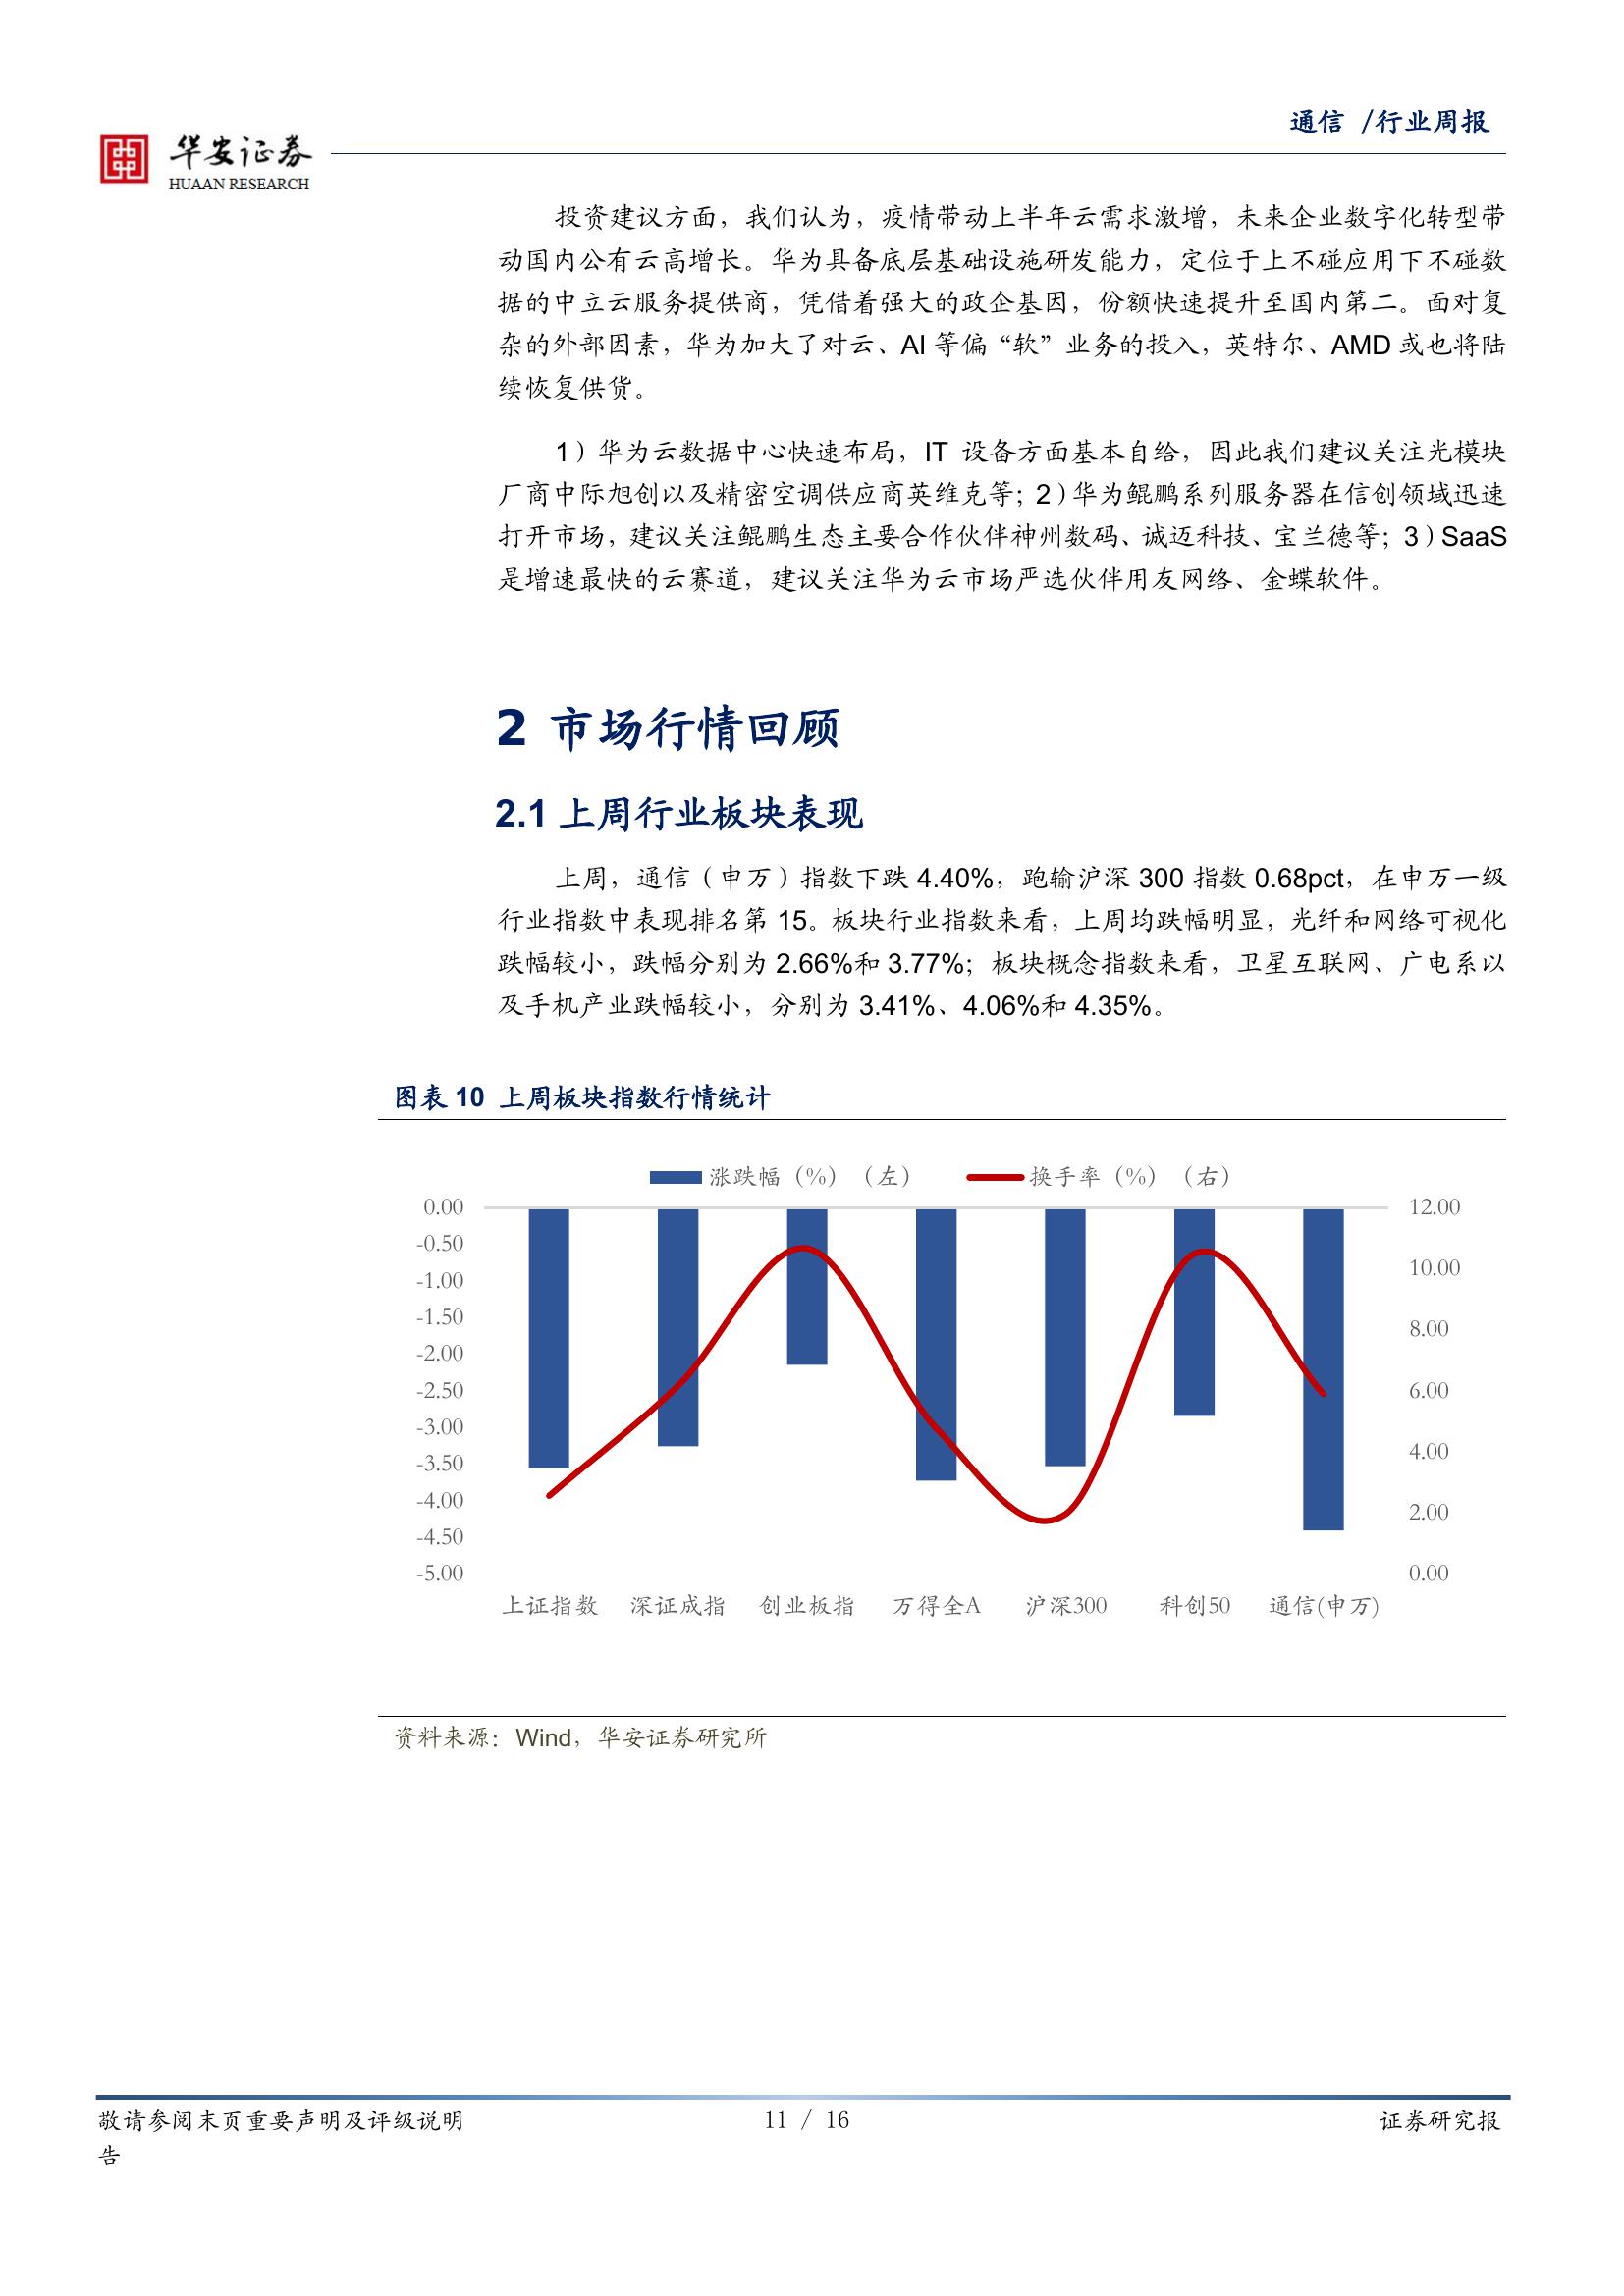 通信 /行业周报
华安证券
HUAAN RESEARCH
投资建议方面，我们认为，疫情带动上半年云需求激增，未来企业数字化转型带
动国内公有云高增长。华为具备底层基础设施研发能力，定位于上不碰应用下不碰数
据的中立云服务提供商，凭借着强大的政企基因，份额快速提升至国内第二。面对复
杂的外部因素，华为加大了对云、AI 等偏“软”业务的投入，英特尔、AMD 或也将陆
续恢复供货。
1）华为云数据中心快速布局，IT 设备方面基本自给，因此我们建议关注光模块
厂商中际旭创以及精密空调供应商英维克等；2）华为鲲鹏系列服务器在信创领域迅速
打开市场，建议关注鲲鹏生态主要合作伙伴神州数码、诚迈科技、宝兰德等；3）SaaS
是增速最快的云赛道，建议关注华为云市场严选伙伴用友网络、金蝶软件。
2 市场行情回顾
2.1 上周行业板块表现
上周，通信（申万）指数下跌 4.40%，跑输沪深 300 指数 0.68pct，在申万一级
行业指数中表现排名第 15。板块行业指数来看，上周均跌幅明显，光纤和网络可视化
跌幅较小，跌幅分别为 2.66%和 3.77%；板块概念指数来看，卫星互联网、广电系以
及手机产业跌幅较小，分别为 3.41%、4.06%和 4.35%。
图表 10 上周板块指数行情统计
涨跌幅（%）（左） 换手率（%）（右）
0.00 12.00
-0.50
-1.00 10.00
-1.50
-2.00 8.00
-2.50 6.00
-3.00
-3.50 4.00
-4.00 2.00
-4.50
-5.00 0.00
上证指数 深证成指 创业板指 万得全A 沪深300 科创50 通信(申万)
资料来源：Wind，华安证券研究所
敬请参阅末页重要声明及评级说明 11 / 16 证券研究报
告